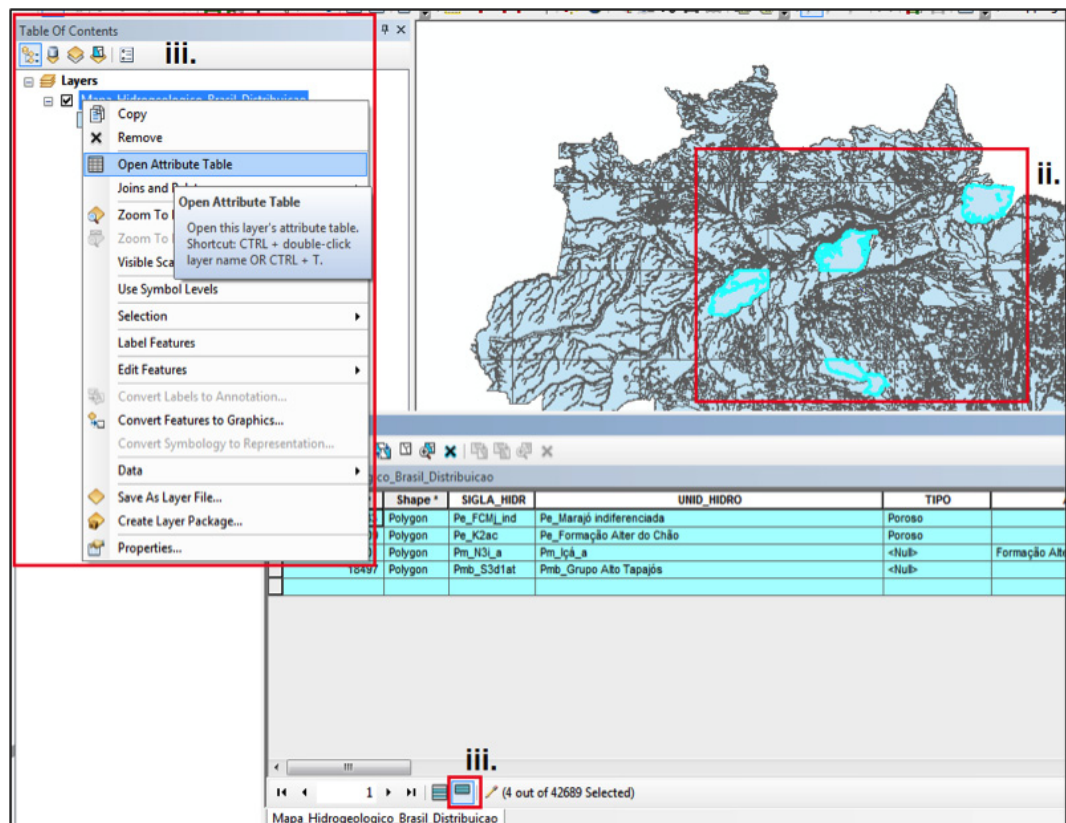 Table Of Contents
iii.
Layers
Mapa_Hidrogeologico_Brasil_Distribuicao
Copy
Remove
Open Attribute Table
Joins and
Open Attribute Table
Open this layer's attribute table.
Shortcut: CTRL + double-click
layer name OR CTRL + T.
Zoom To
Zoom To
Visible Sca
Use Symbol Levels
Selection
Label Features
Edit Features
Convert Labels to Annotation...
Convert Features to Graphics...
Convert Symbology to Representation...
Data
Save As Layer File...
Create Layer Package...
Properties...
ii.
co_Brasil_Distribuicao
Shape * SIGLA_HIDR UNID_HIDRO TIPO
Polygon Pe_FCMj_ind Pe_Marajó indiferenciada Poroso
Polygon Pe_K2ac Pe_Formação Alter do Chão Poroso
Polygon Pm_N3i_a Pm_Içá_a <Null> Formação Alte
18497 Polygon Pmb_S3d1at Pmb_Grupo Alto Tapajós <Null>
iii.
1 (4 out of 42689 Selected)
Mapa_Hidrogeologico_Brasil_Distribuicao